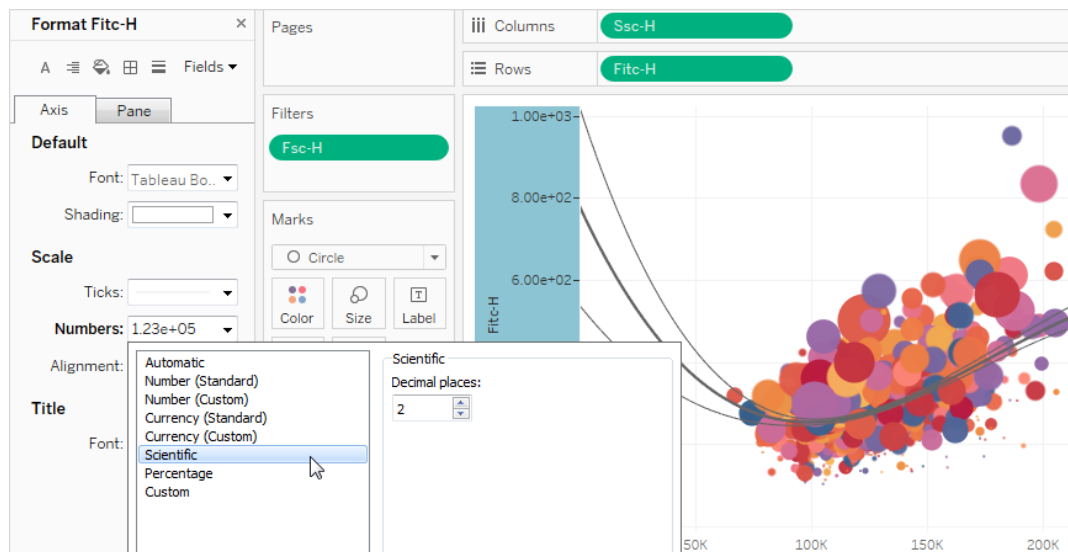 Format Fitc-H ×
A Fields
Axis Pane
Default
Font: Tableau Bo..
Shading:
Scale
Ticks:
Numbers: 1.23e+05
Alignment:
Title
Font:
Automatic
Number (Standard)
Number (Custom)
Currency (Standard)
Currency (Custom)
Scientific
Percentage
Custom
Scientific
Decimal places:
2
Pages
Filters
Fsc-H
Marks
Circle
Color Size T Label
iii Columns Ssc-H
Rows Fitc-H
1.00e+03
8.00e+02
6.00e+02
Fitc-H
50K 100K 150K 200K